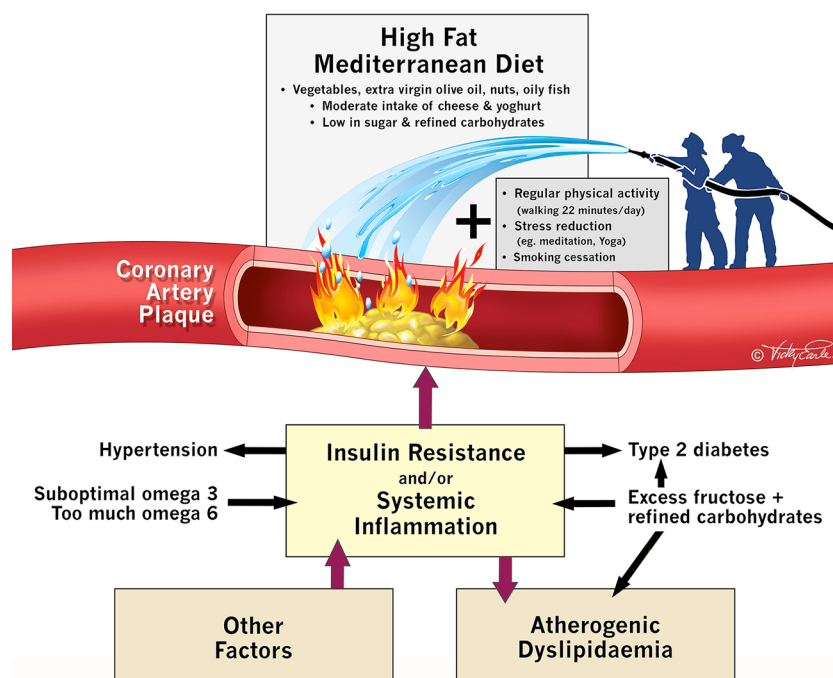 High Fat
Mediterranean Diet
• Vegetables, extra virgin olive oil, nuts, oily fish
• Moderate intake of cheese & yoghurt
• Low in sugar & refined carbohydrates
+
• Regular physical activity
(walking 22 minutes/day)
• Stress reduction
(eg. meditation, Yoga)
• Smoking cessation
Coronary
Artery
Plaque
© Vicky Earle.
Hypertension
Insulin Resistance
and/or
Systemic
Inflammation
Type 2 diabetes
Suboptimal omega 3
Too much omega 6
Excess fructose +
refined carbohydrates
Other
Factors
Atherogenic
Dyslipidaemia